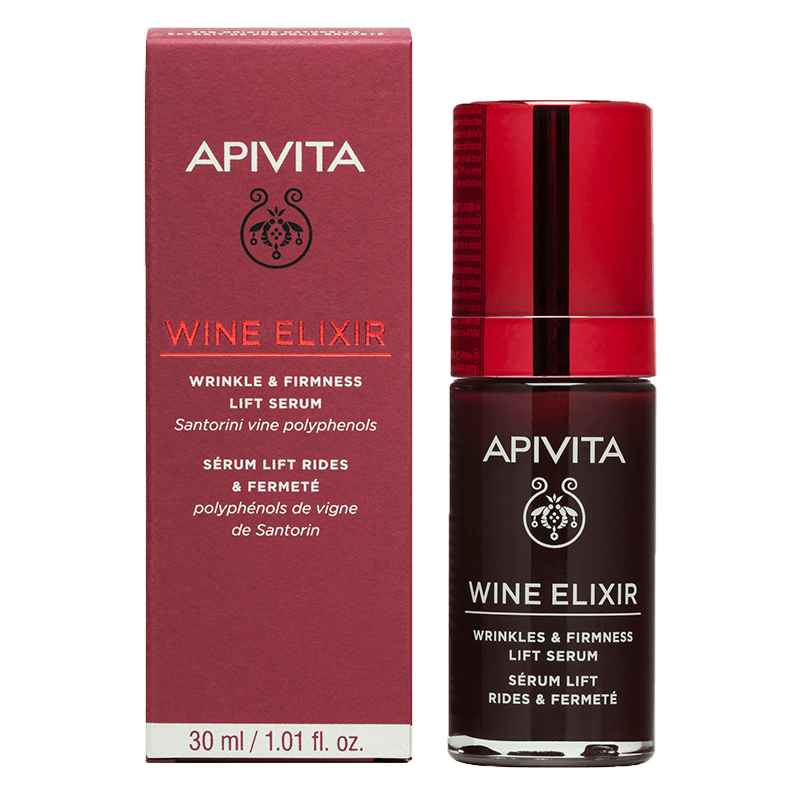 APIVITA
WINE ELIXIR
WRINKLE & FIRMNESS
LIFT SERUM
Santorini vine polyphenols
SÉRUM LIFT RIDES
& FERMETÉ
polyphénols de vigne
de Santorin
30 ml / 1.01 fl. oz.
APIVITA
WINE ELIXIR
WRINKLES & FIRMNESS
LIFT SERUM
SÉRUM LIFT
RIDES & FERMETÉ